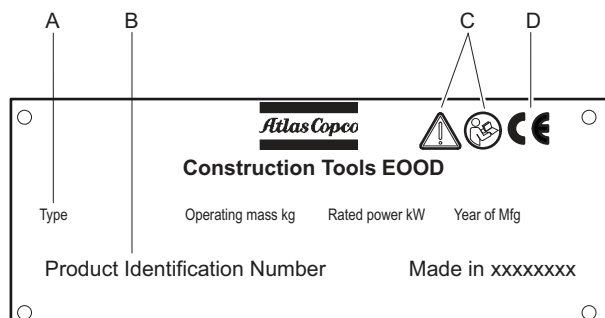 A B C D
Atlas Copco
CE
Construction Tools EOOD
Type Operating mass kg Rated power kW Year of Mfg
Product Identification Number Made in xxxxxxxx